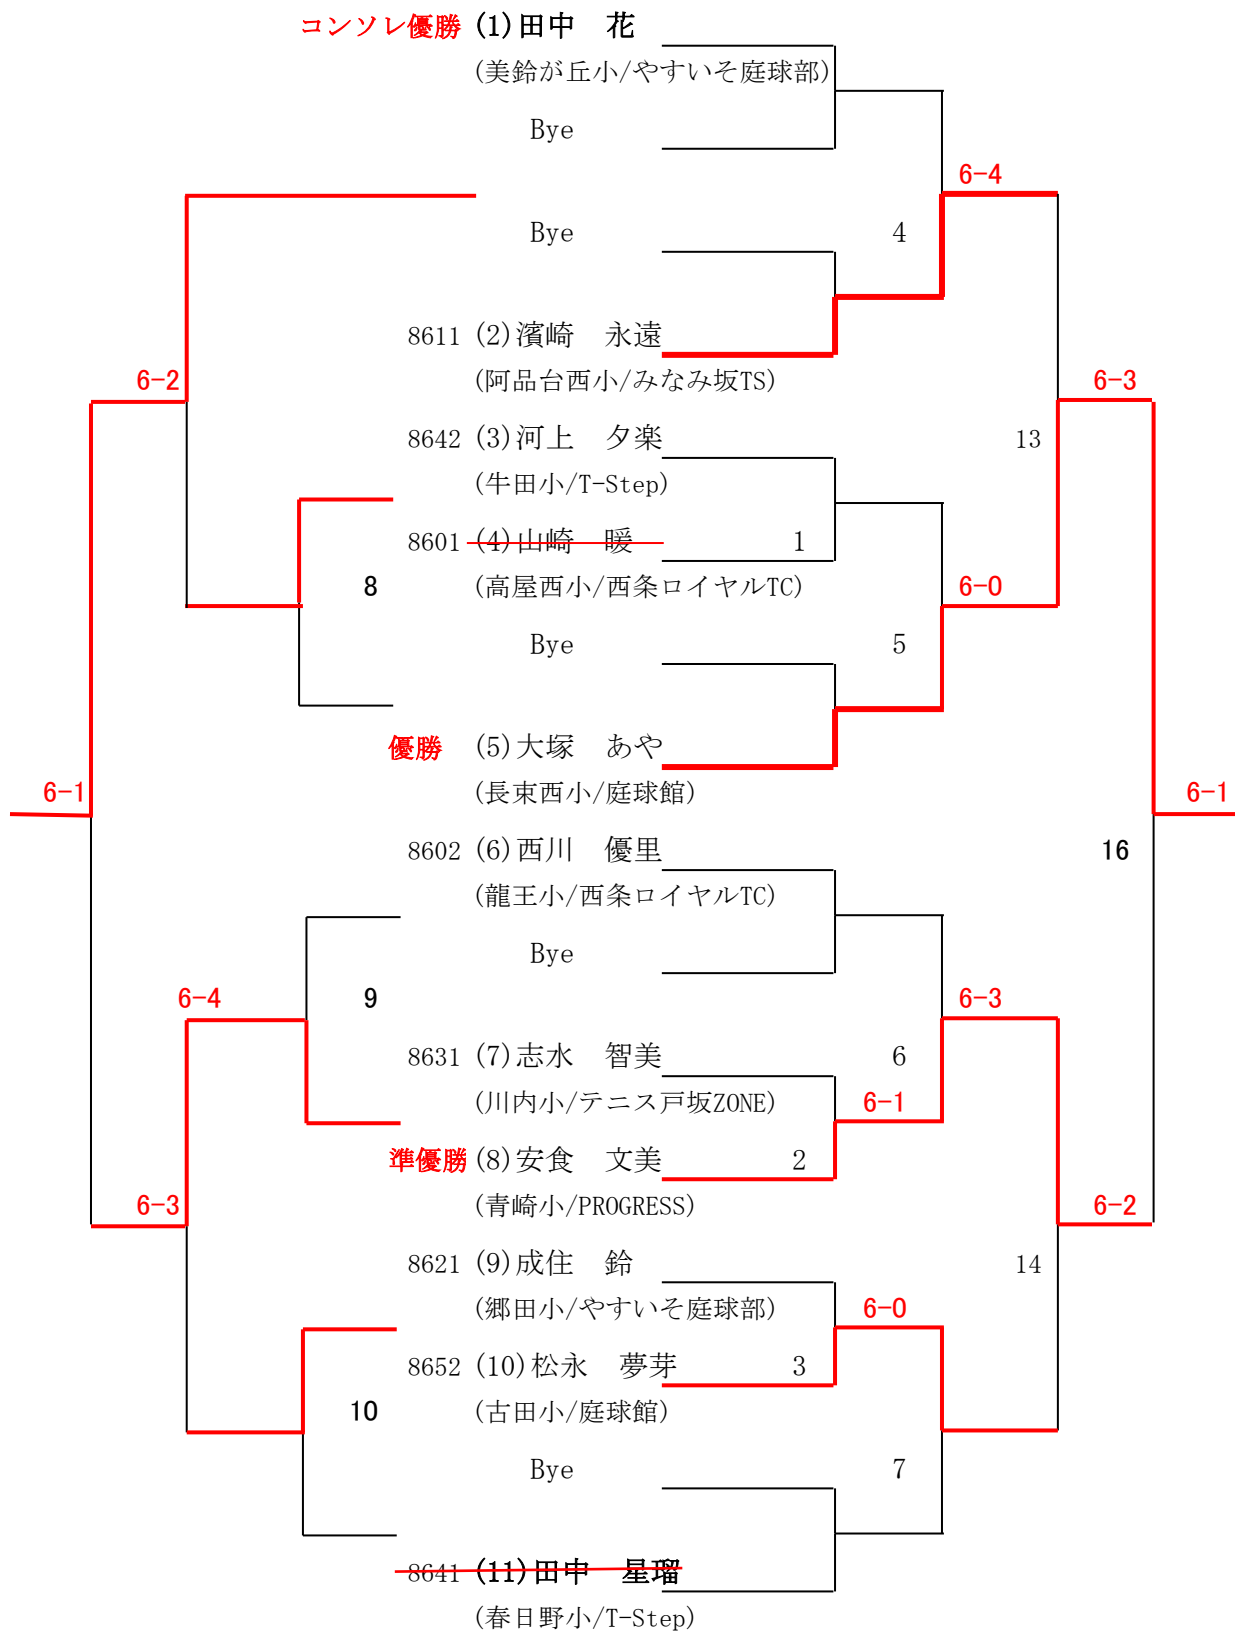 コンソレ優勝 (1)田中 花
(美鈴が丘小/やすいそ庭球部)
Bye
6-4
Bye 4
8611 (2)濱崎 永遠
(阿品台西小/みなみ坂TS)
6-2 6-3
8642 (3)河上 夕楽 13
(牛田小/T-Step)
8601 (4)山崎 暖 1
8 (高屋西小/西条ロイヤルTC) 6-0
Bye 5
優勝 (5)大塚 あや
(長束西小/庭球館)
6-1 6-1
8602 (6)西川 優里 16
(龍王小/西条ロイヤルTC)
Bye
6-4 9 6-3
8631 (7)志水 智美 6
(川内小/テニス戸坂ZONE) 6-1
準優勝 (8)安食 文美 2
6-3 (青崎小/PROGRESS) 6-2
8621 (9)成住 鈴 14
(郷田小/やすいそ庭球部) 6-0
8652 (10)松永 夢芽 3
10 (古田小/庭球館)
Bye 7
8641 (11)田中 星瑠
(春日野小/T-Step)